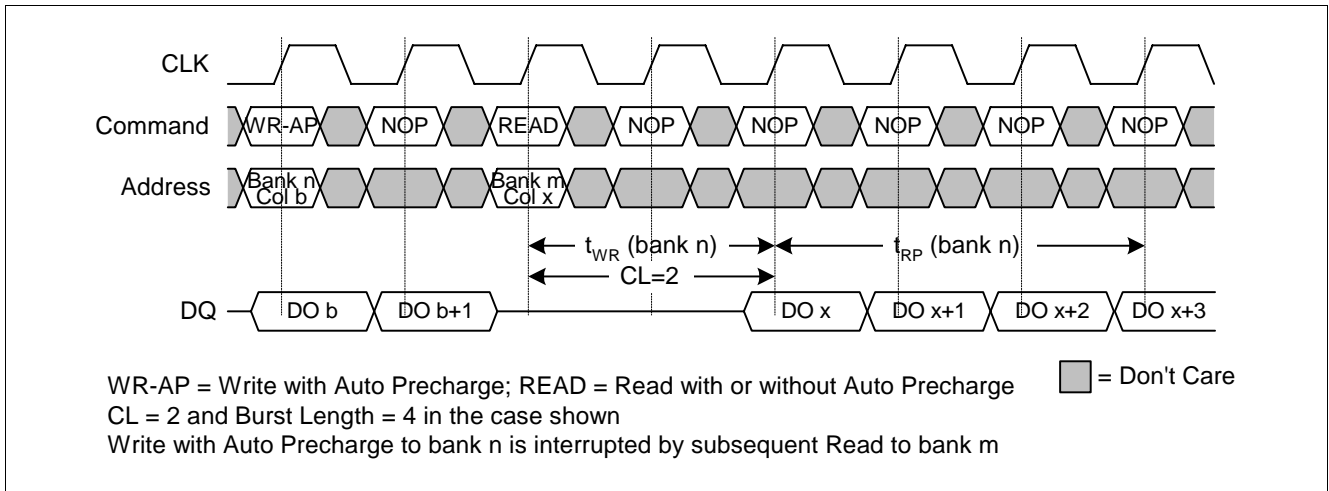 CLK
Command WR-AP NOP READ NOP NOP NOP NOP NOP
Address Bank n Col b Bank m Col x
tWR (bank n) tRP (bank n)
CL=2
DQ DO b DO b+1 DO x DO x+1 DO x+2 DO x+3
WR-AP = Write with Auto Precharge; READ = Read with or without Auto Precharge = Don't Care
CL = 2 and Burst Length = 4 in the case shown
Write with Auto Precharge to bank n is interrupted by subsequent Read to bank m